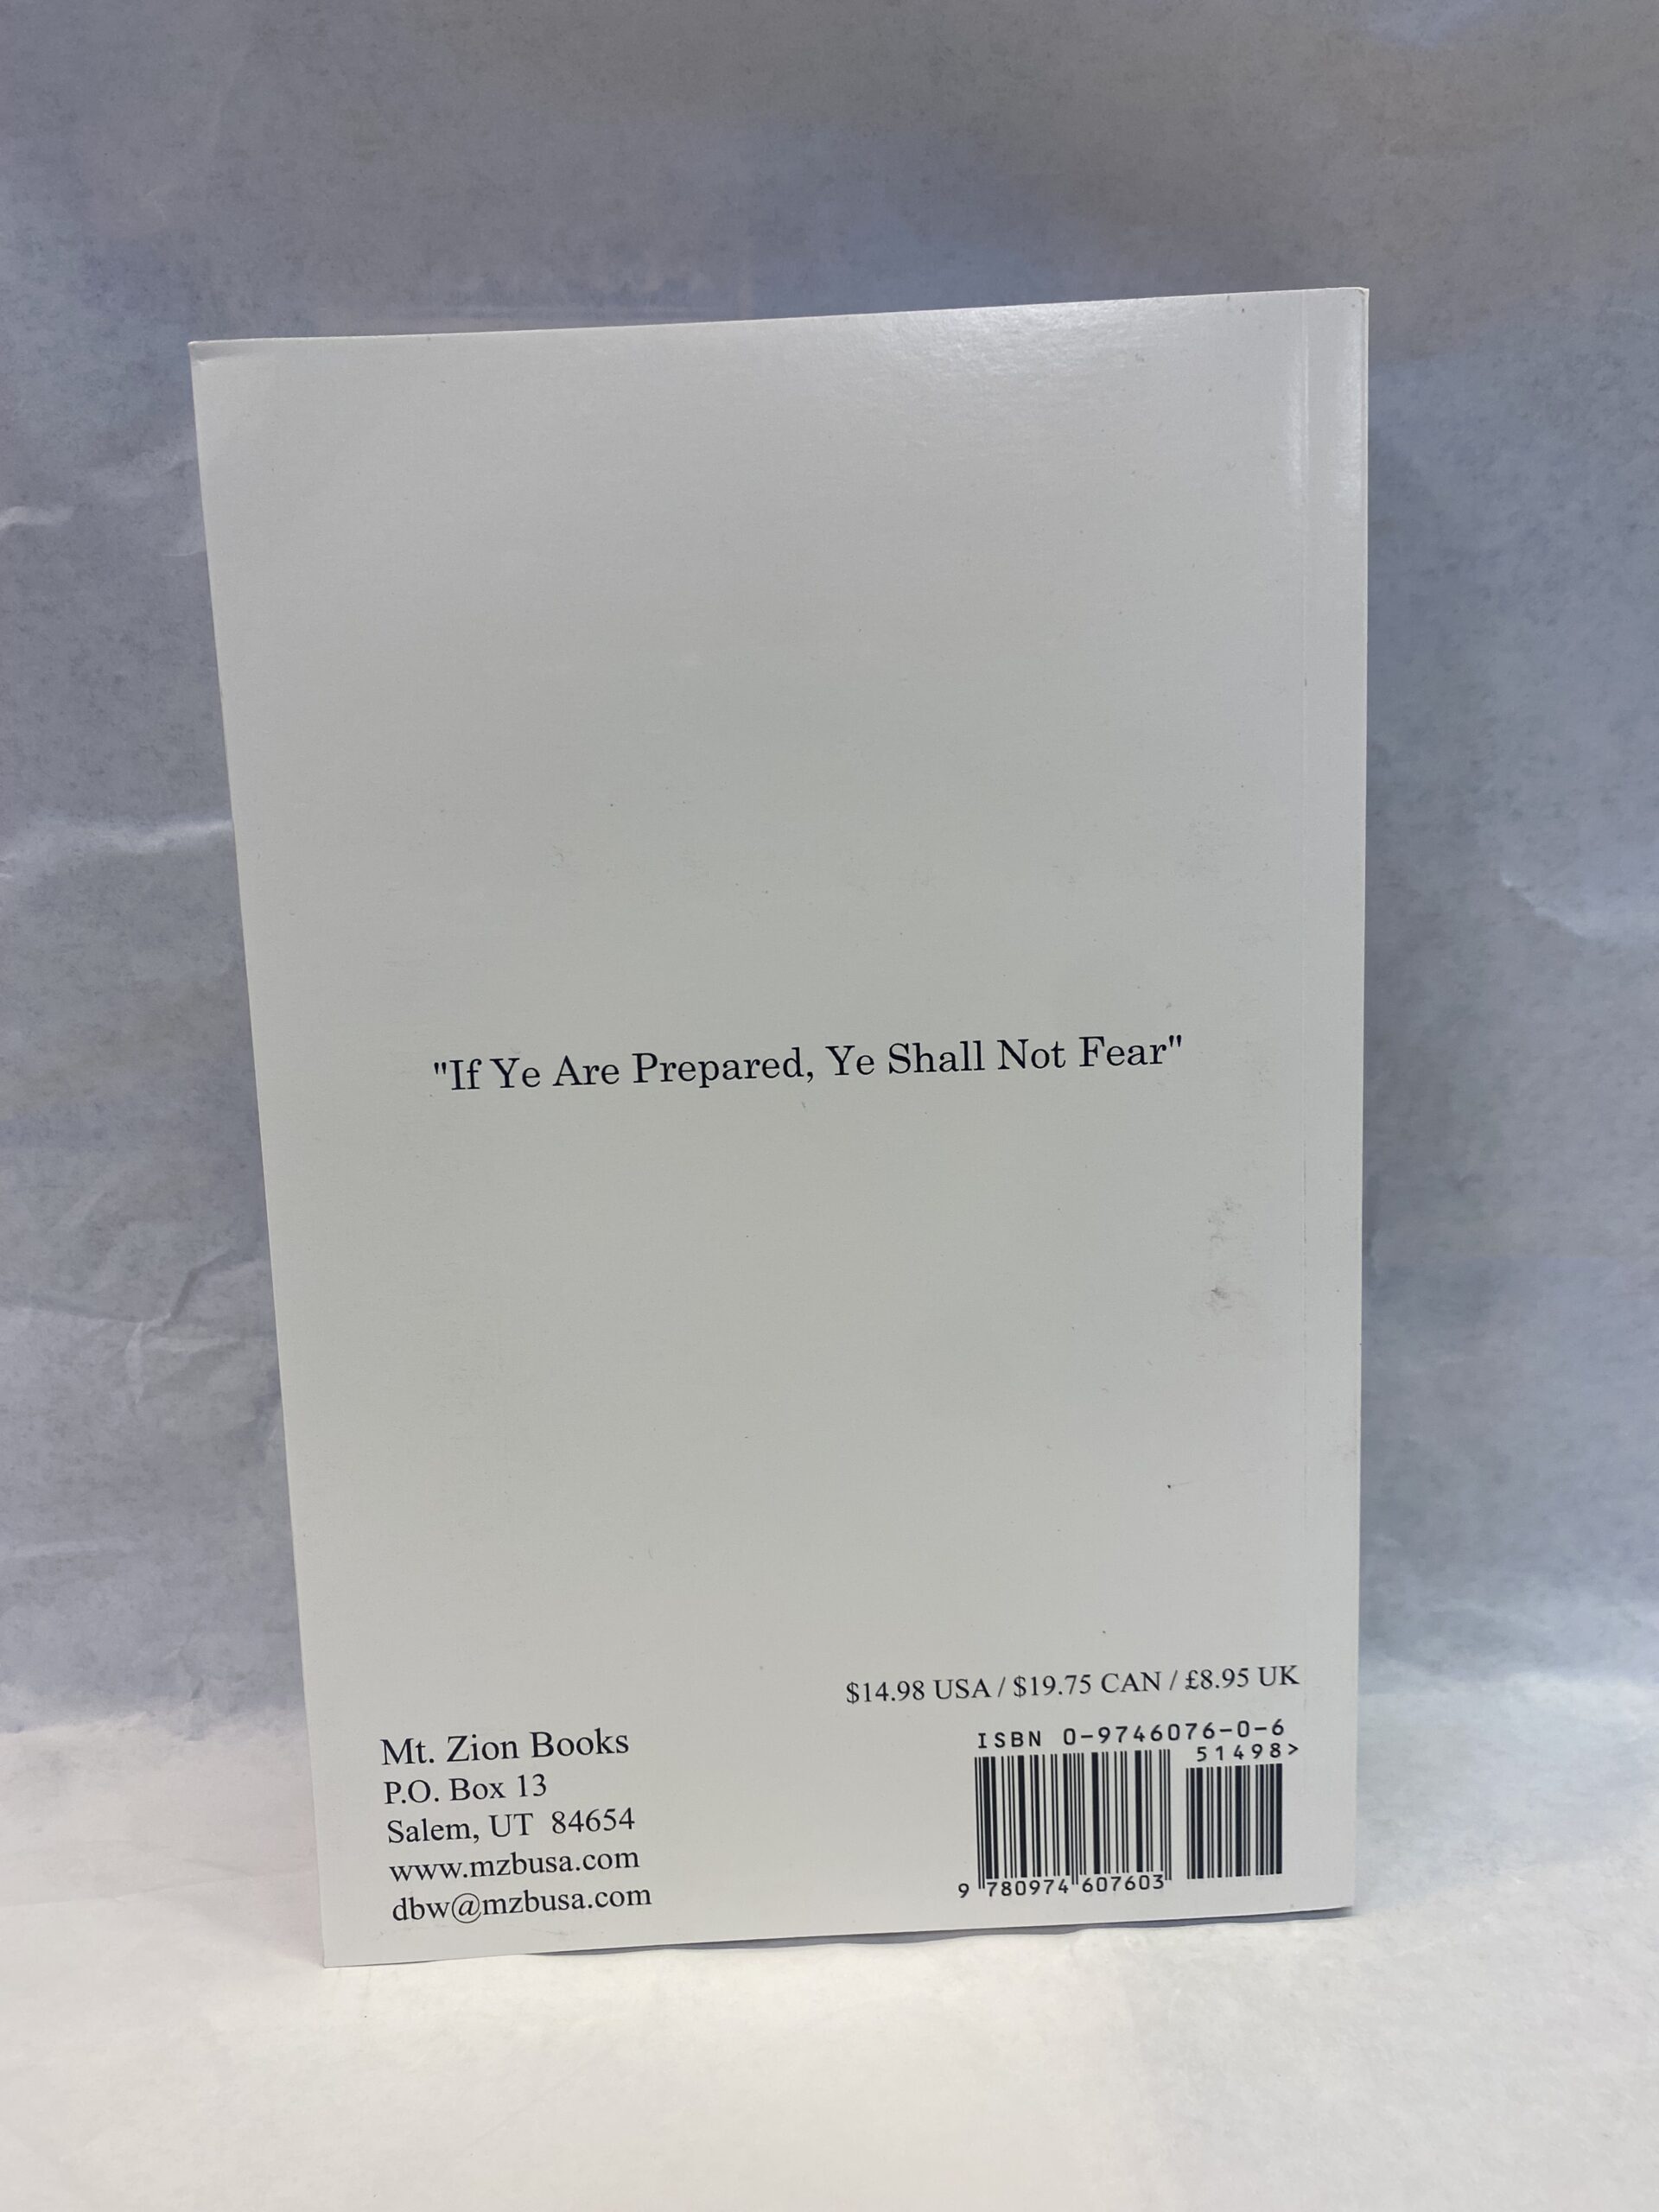 "If Ye Are Prepared, Ye Shall Not Fear"
$14.98 USA / $19.75 CAN / £8.95 UK
Mt. Zion Books
P.O. Box 13
Salem, UT 84654
www.mzbusa.com
dbw@mzbusa.com
ISBN 0-9746076-0-6
51498>
9 780974 607603